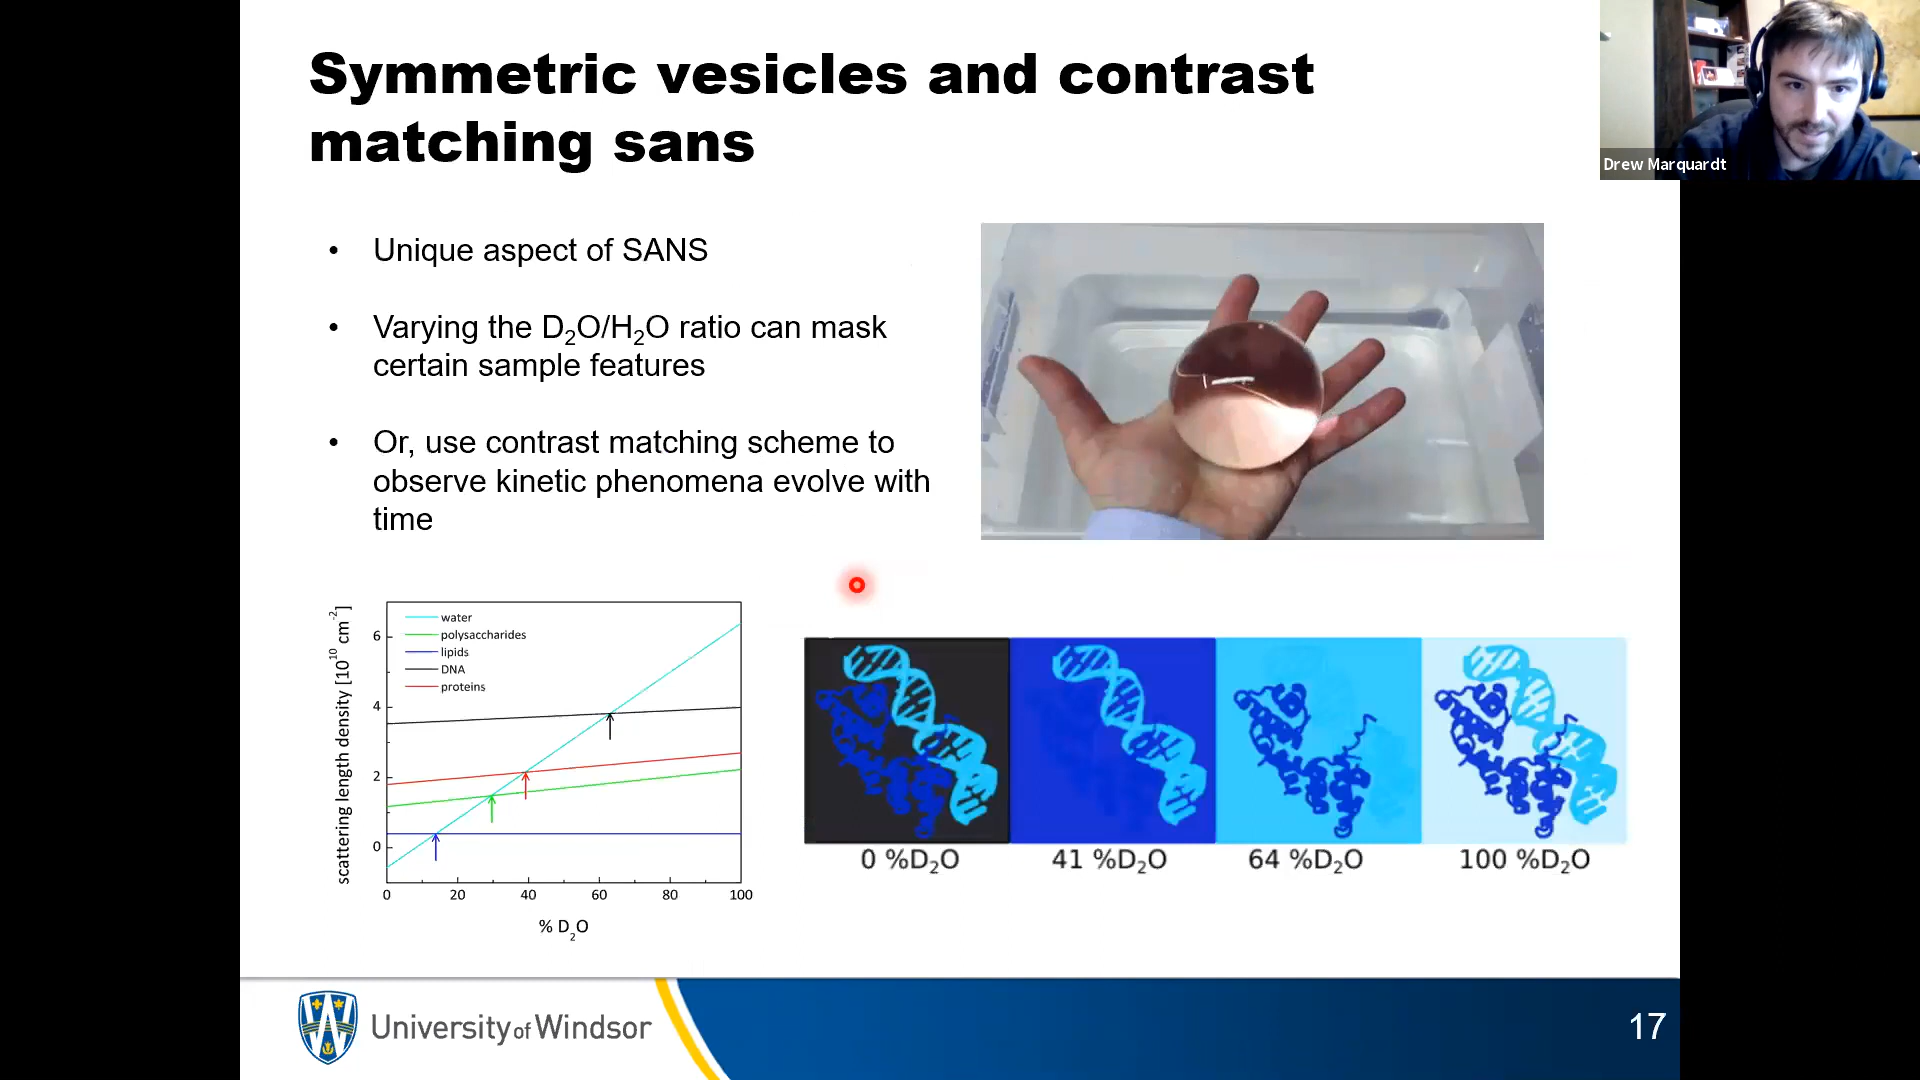 Symmetric vesicles and contrast
matching sans
Drew Marquardt
• Unique aspect of SANS
• Varying the D₂O/H₂O ratio can mask
certain sample features
• Or, use contrast matching scheme to
observe kinetic phenomena evolve with
time
scattering length density [10¹⁰ cm⁻²]
6
4
2
0
water
polysaccharides
lipids
DNA
proteins
0 20 40 60 80 100
% D₂O
0 %D₂O 41 %D₂O 64 %D₂O 100 %D₂O
University of Windsor
17